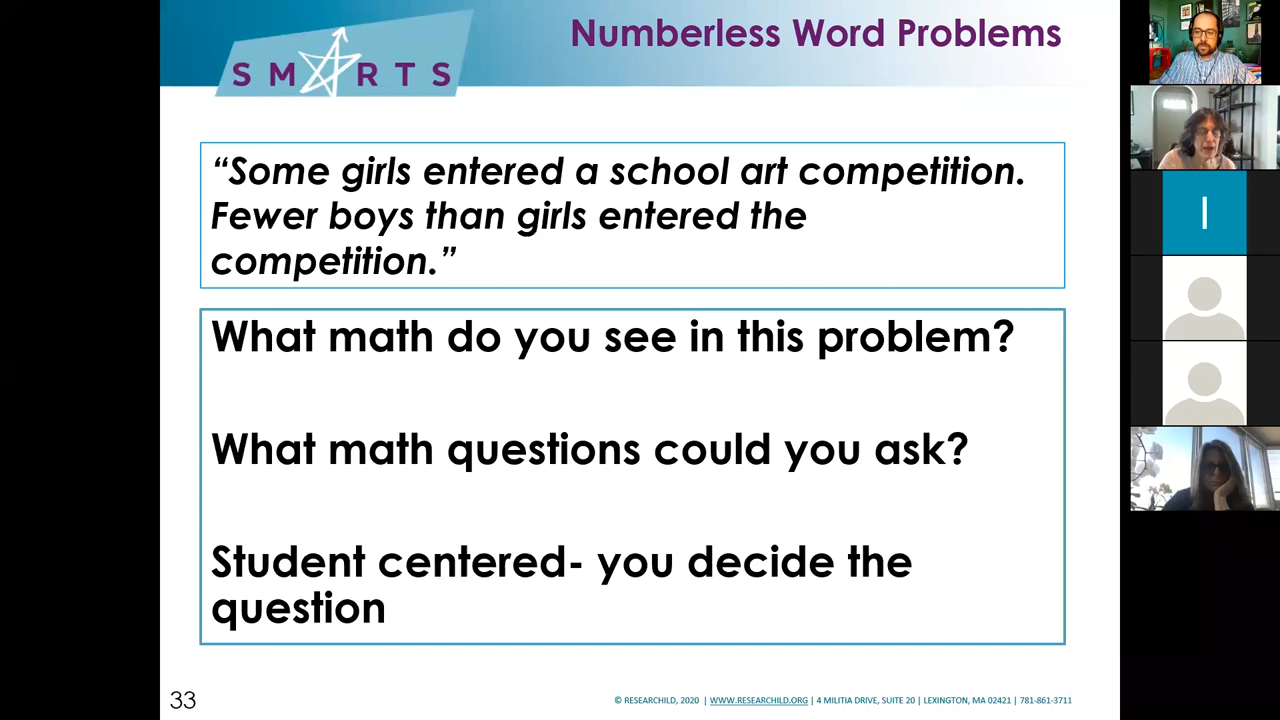 Numberless Word Problems
SMARTS
“Some girls entered a school art competition.
Fewer boys than girls entered the
competition.”
What math do you see in this problem?
What math questions could you ask?
Student centered- you decide the
question
33
© RESEARCHILD, 2020 | WWW.RESEARCHILD.ORG | 4 MILITIA DRIVE, SUITE 20 | LEXINGTON, MA 02421 | 781-861-3711
I